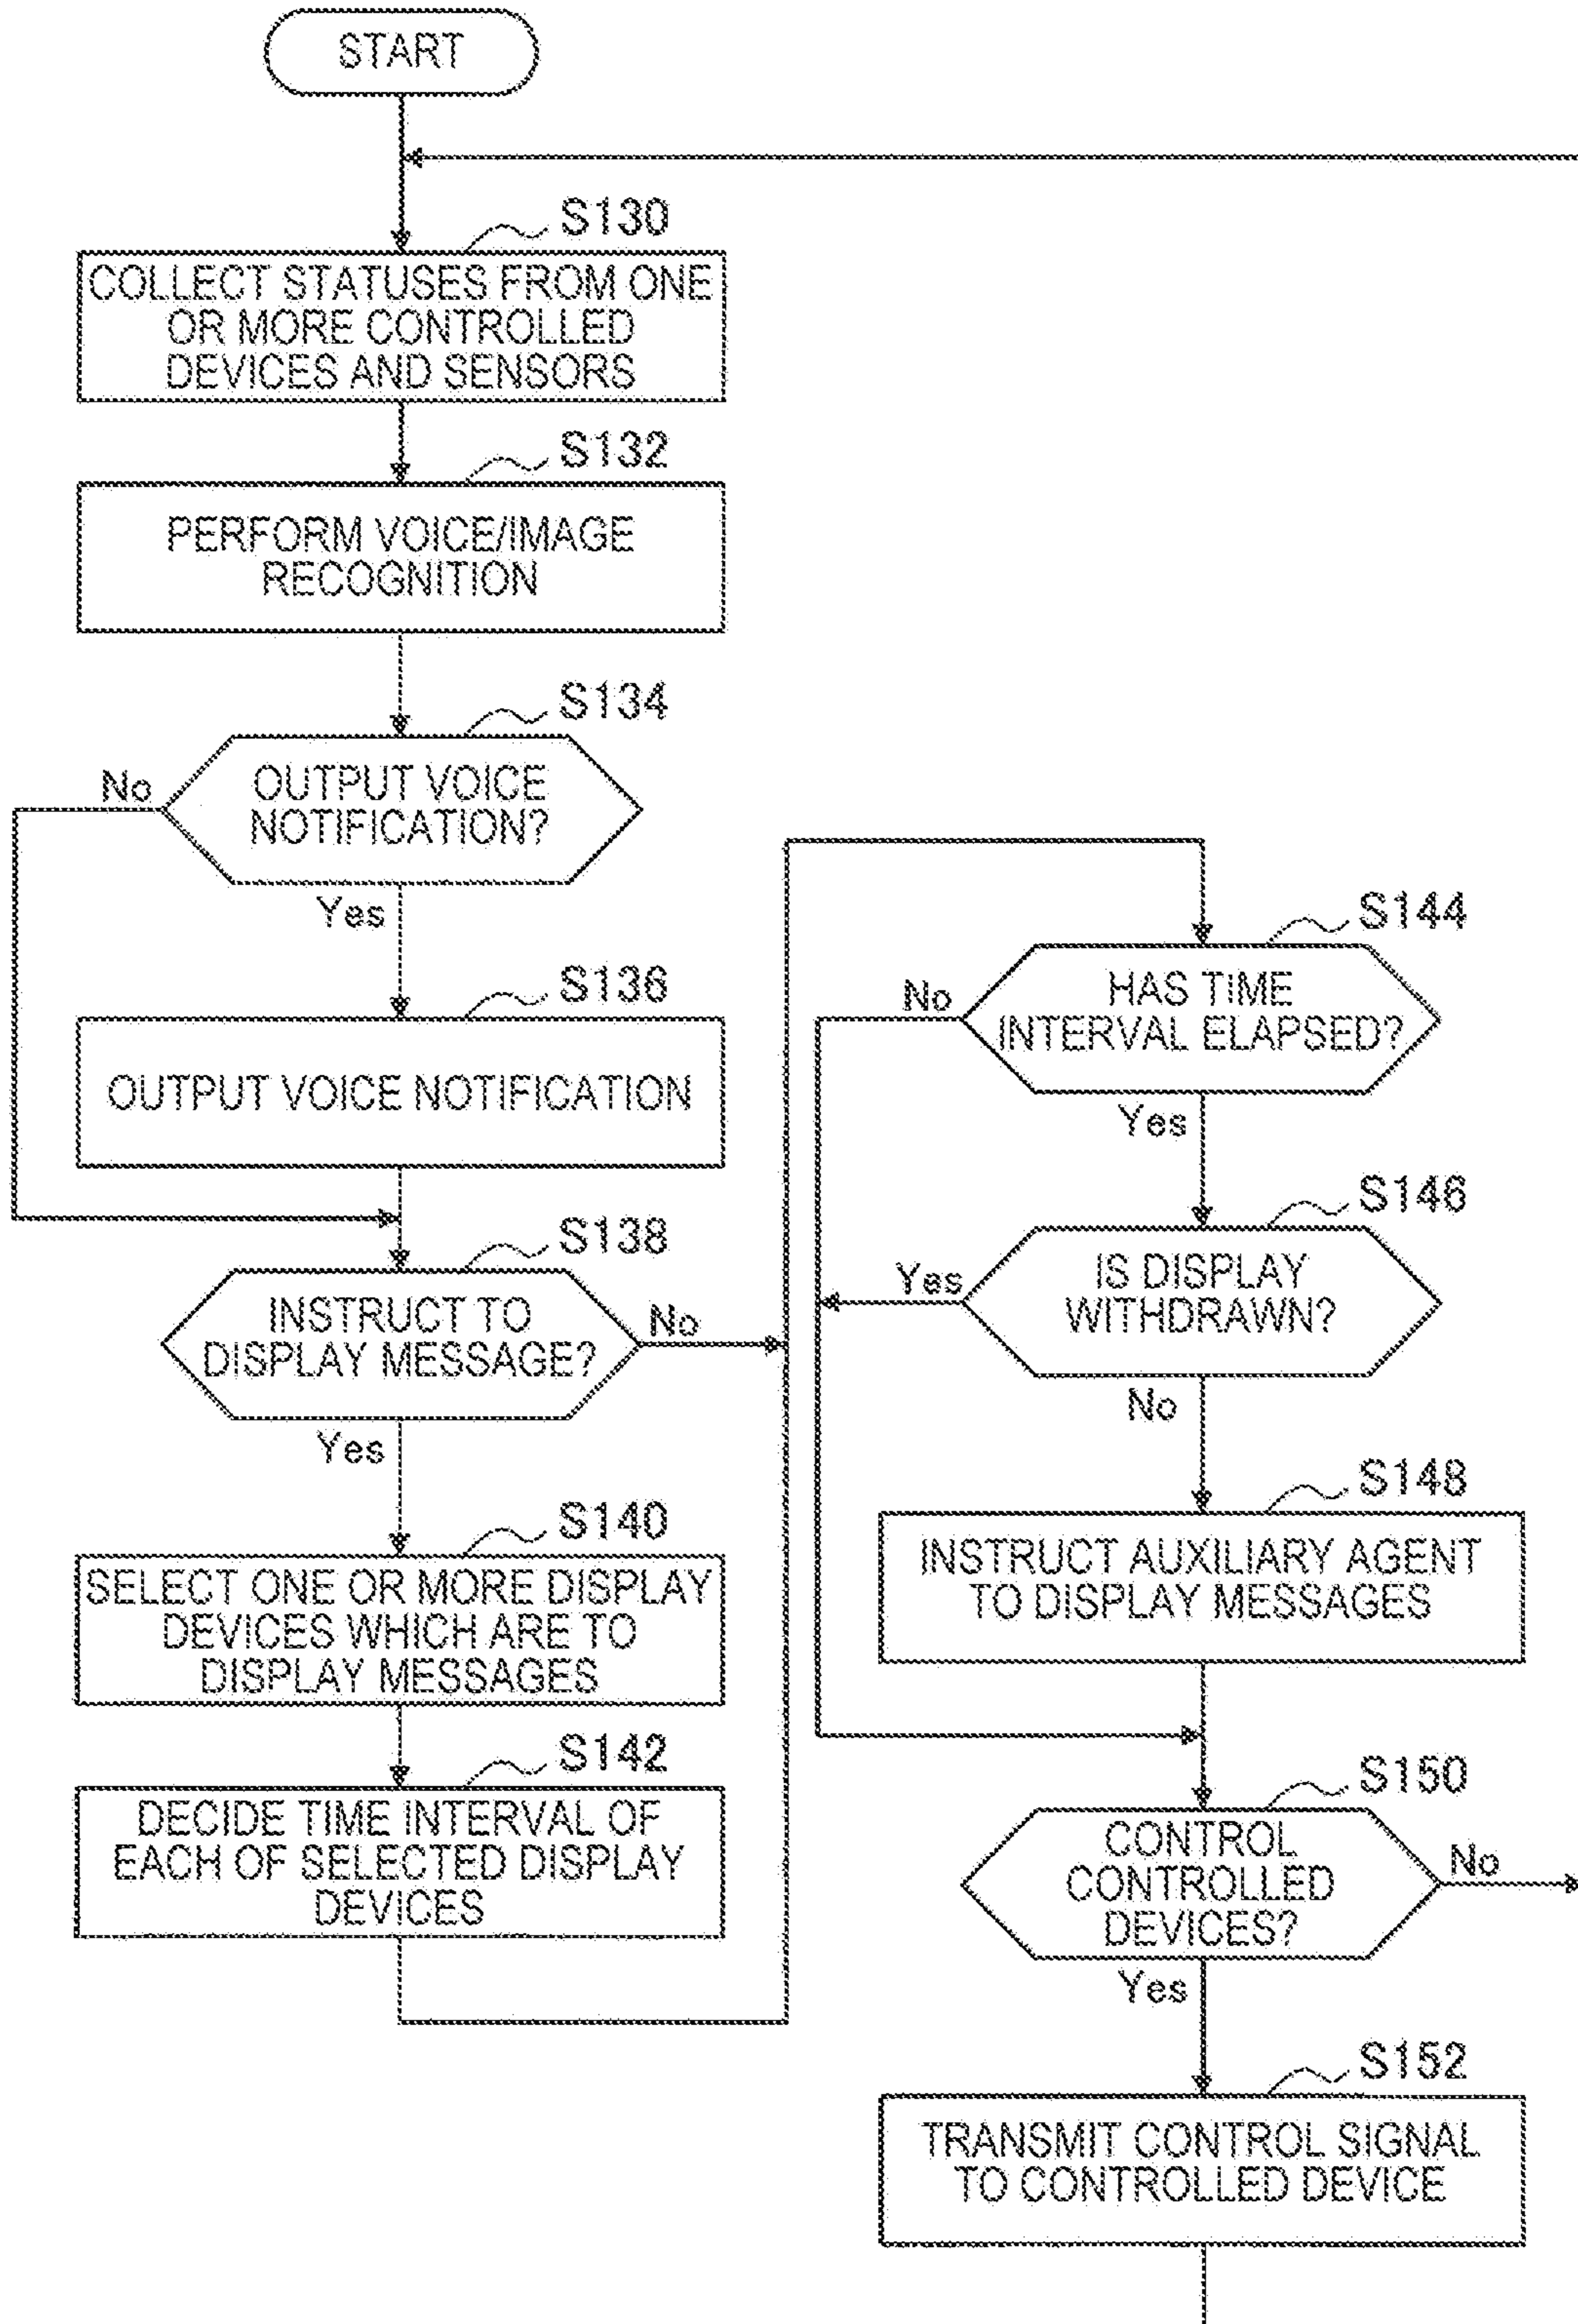 START
S130
COLLECT STATUSES FROM ONE
OR MORE CONTROLLED
DEVICES AND SENSORS
S132
PERFORM VOICE/IMAGE
RECOGNITION
S134
No
OUTPUT VOICE
NOTIFICATION?
Yes
S136
OUTPUT VOICE NOTIFICATION
S138
INSTRUCT TO
DISPLAY MESSAGE?
No
Yes
S140
SELECT ONE OR MORE DISPLAY
DEVICES WHICH ARE TO
DISPLAY MESSAGES
S142
DECIDE TIME INTERVAL OF
EACH OF SELECTED DISPLAY
DEVICES
S144
No
HAS TIME
INTERVAL ELAPSED?
Yes
S146
Yes
IS DISPLAY
WITHDRAWN?
No
S148
INSTRUCT AUXILIARY AGENT
TO DISPLAY MESSAGES
S150
CONTROL
CONTROLLED
DEVICES?
No
Yes
S152
TRANSMIT CONTROL SIGNAL
TO CONTROLLED DEVICE